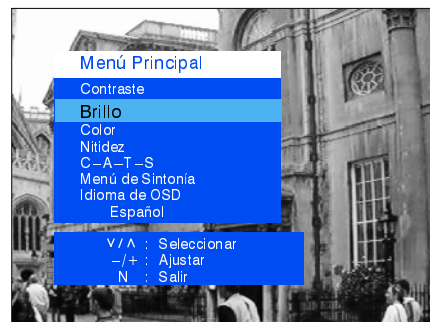 Menú Principal
Contraste
Brillo
Color
Nitidez
C–A–T–S
Menú de Sintonía
Idioma de OSD
Español
∨/∧ : Seleccionar
–/+ : Ajustar
N : Salir